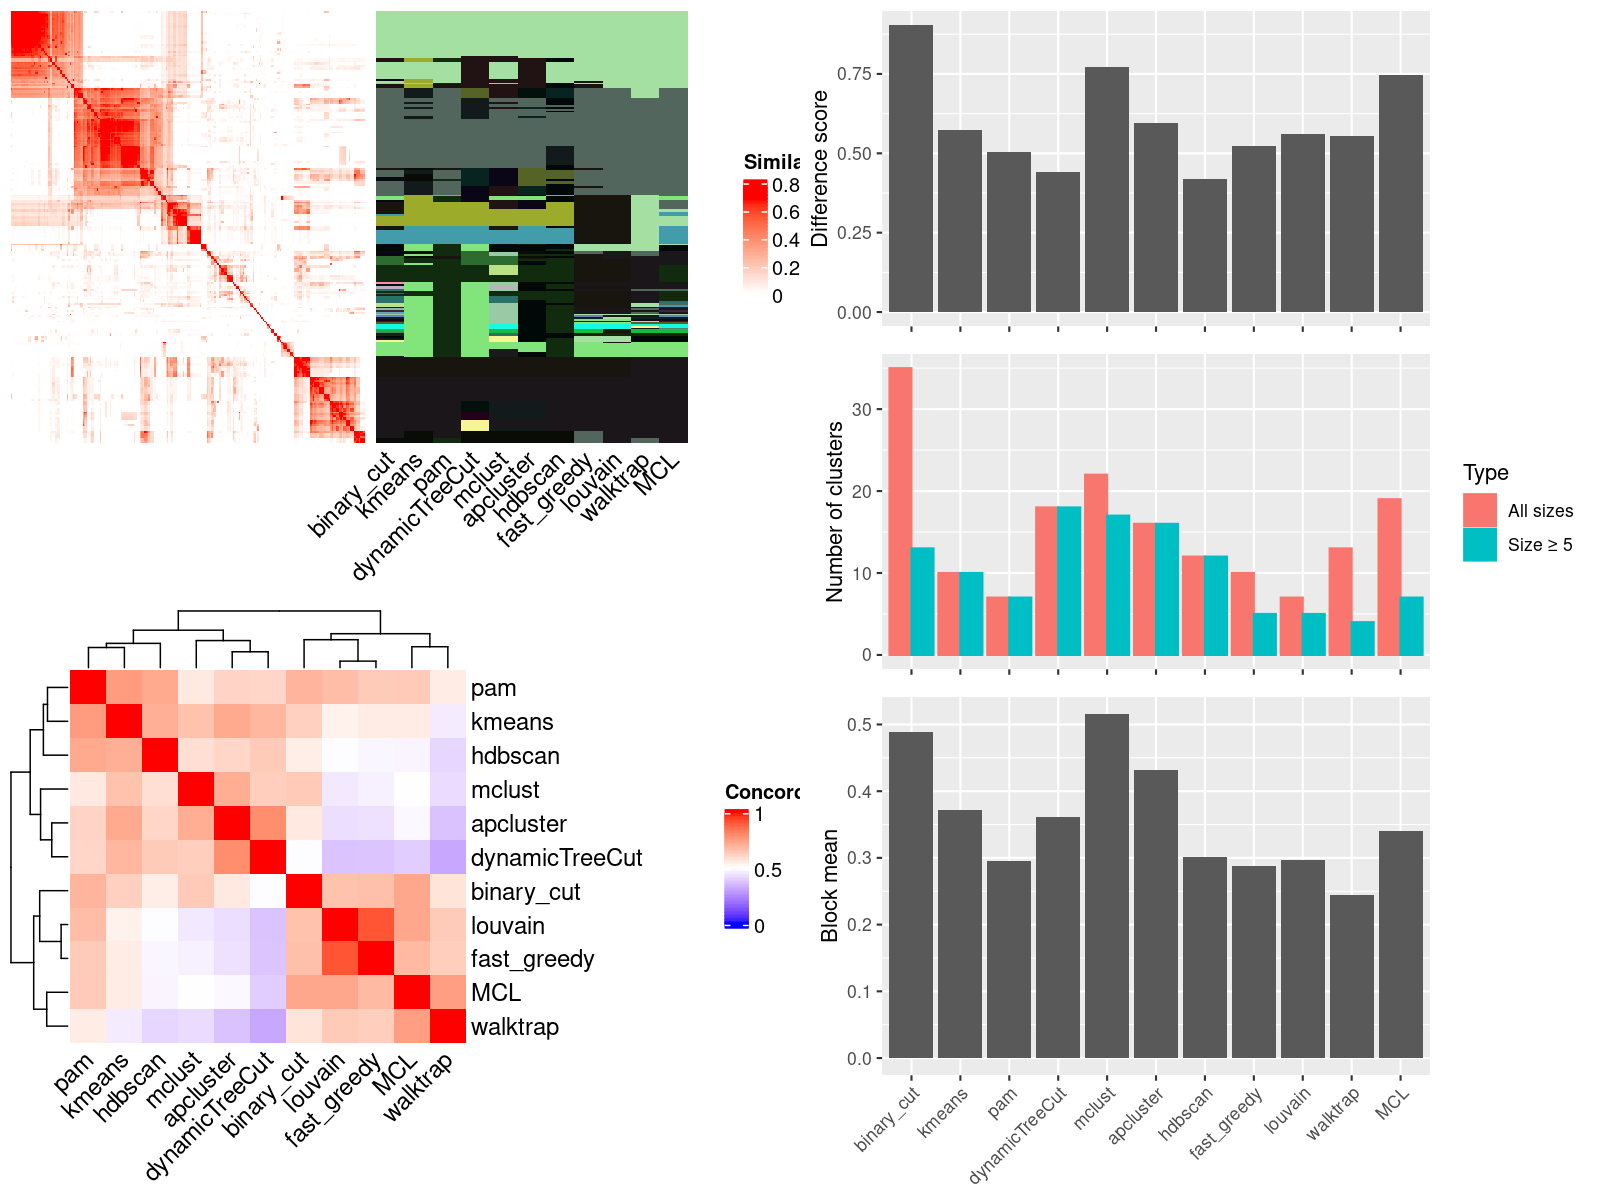 Simila
0.8
0.6
0.4
0.2
0
binary_cut
kmeans
pam
dynamicTreeCut
mclust
apcluster
hdbscan
fast_greedy
louvain
walktrap
MCL
Difference score
0.75
0.50
0.25
0.00
Number of clusters
30
20
10
0
Type
All sizes
Size ≥ 5
pam
kmeans
hdbscan
mclust
apcluster
dynamicTreeCut
binary_cut
louvain
fast_greedy
MCL
walktrap
pam
kmeans
hdbscan
mclust
apcluster
dynamicTreeCut
binary_cut
louvain
fast_greedy
MCL
walktrap
Concord
1
0.5
0
Block mean
0.5
0.4
0.3
0.2
0.1
0.0
binary_cut
kmeans
pam
dynamicTreeCut
mclust
apcluster
hdbscan
fast_greedy
louvain
walktrap
MCL